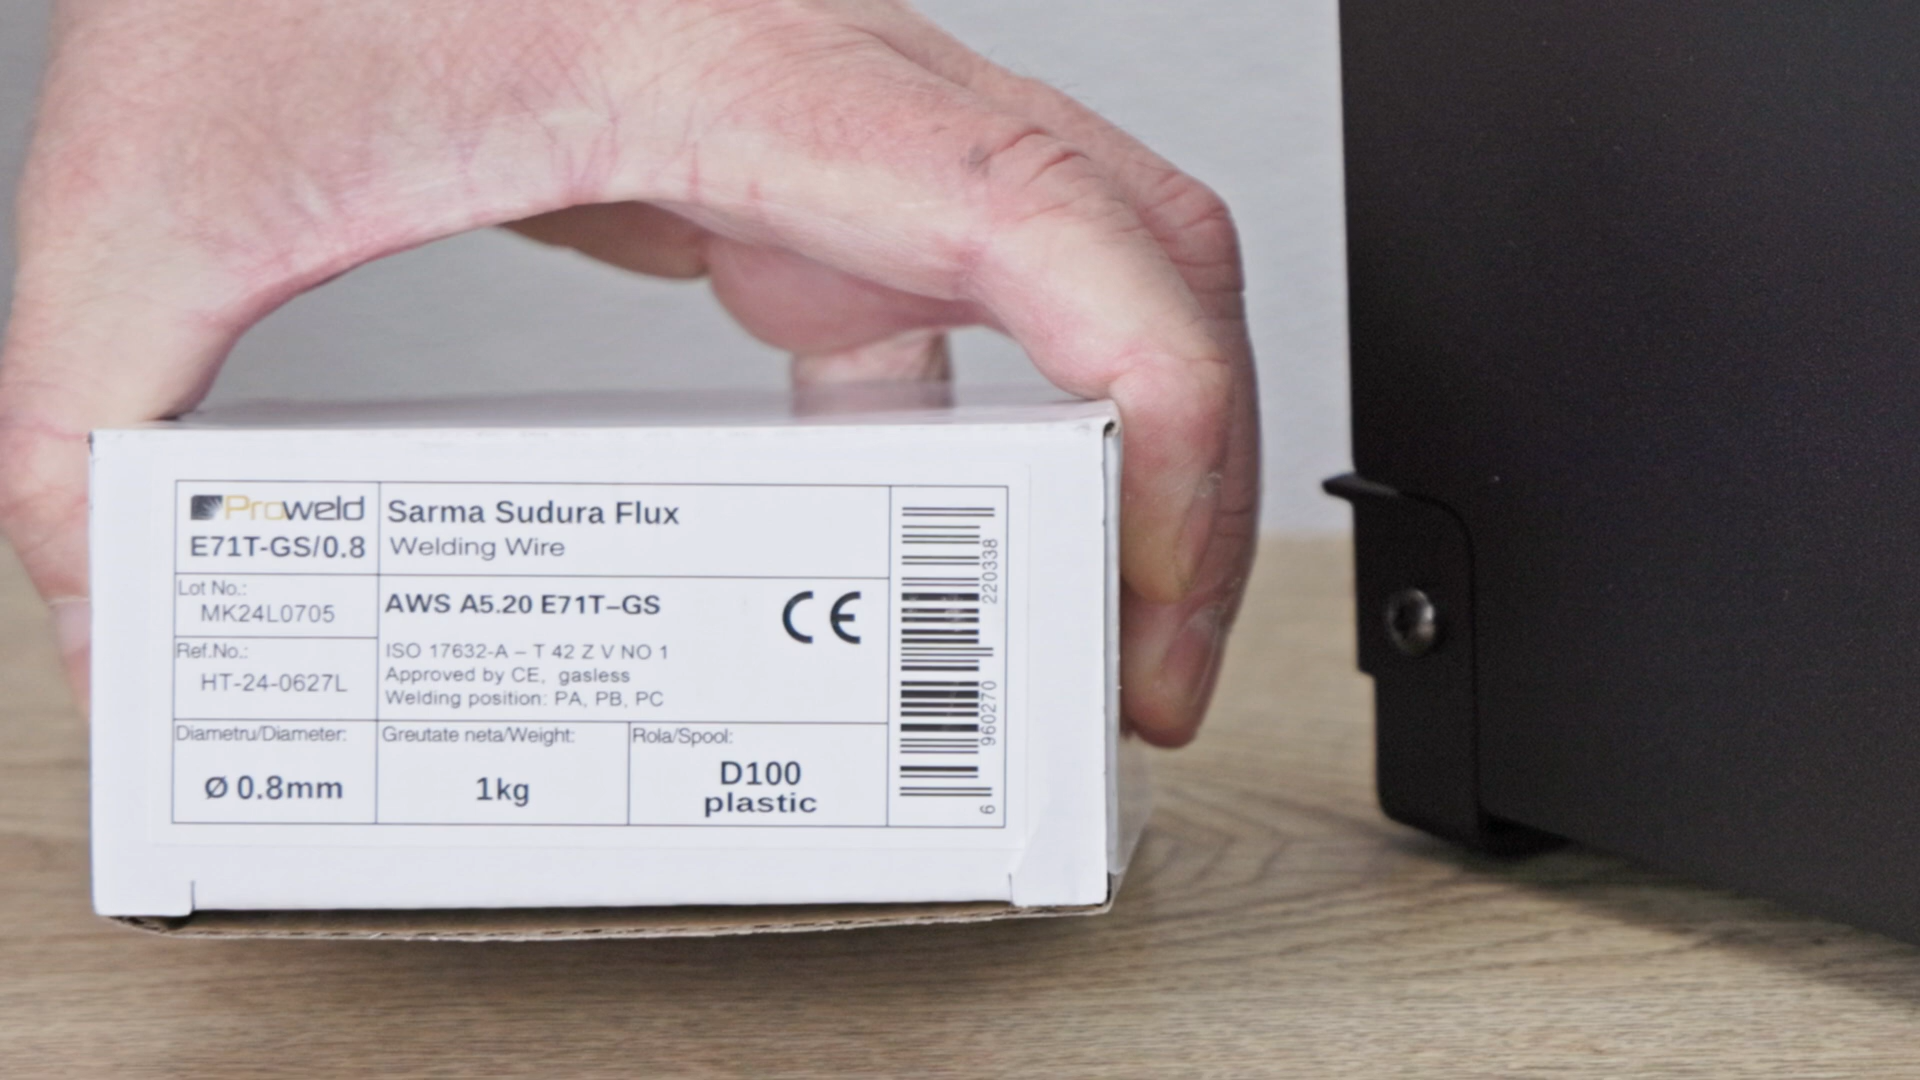 Proweld
E71T-GS/0.8
Sarma Sudura Flux
Welding Wire
Lot No.:
MK24L0705
Ref.No.:
HT-24-0627L
AWS A5.20 E71T–GS
CE
ISO 17632-A – T 42 Z V NO 1
Approved by CE, gasless
Welding position: PA, PB, PC
Diametru/Diameter:
Ø 0.8mm
Greutate neta/Weight:
1kg
Rola/Spool:
D100
plastic
6 960270 220338